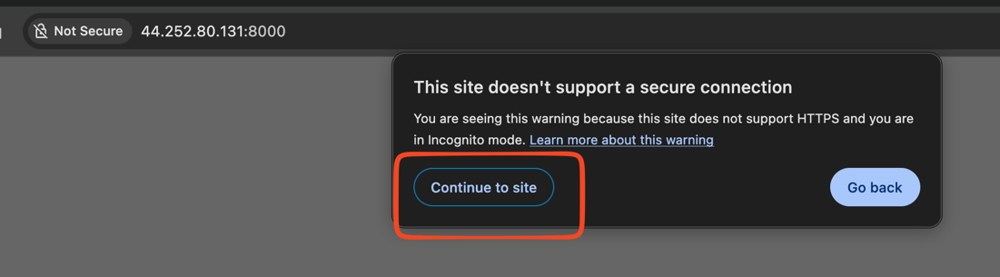 Not Secure 44.252.80.131:8000
This site doesn't support a secure connection
You are seeing this warning because this site does not support HTTPS and you are
in Incognito mode. Learn more about this warning
Continue to site Go back